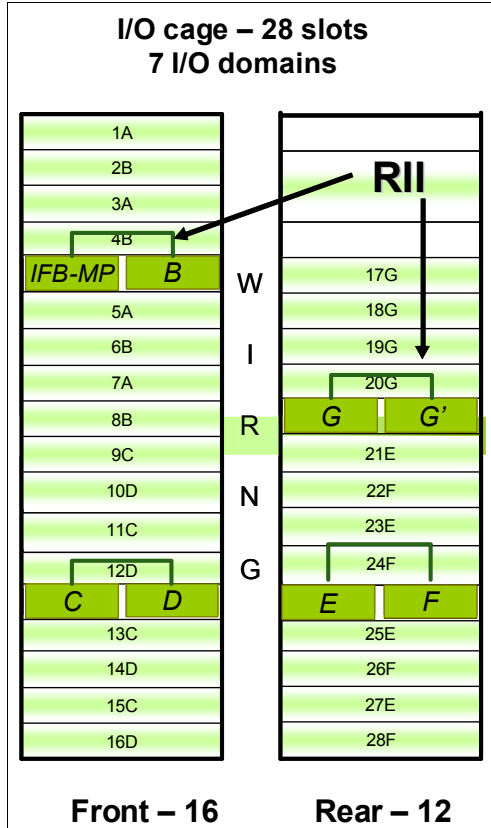 I/O cage – 28 slots
7 I/O domains
1A
2B
3A
4B
IFB-MP B
5A
6B
7A
8B
9C
10D
11C
12D
C D
13C
14D
15C
16D
Front – 16
W
I
R
N
G
RII
17G
18G
19G
20G
G G’
21E
22F
23E
24F
E F
25E
26F
27E
28F
Rear – 12